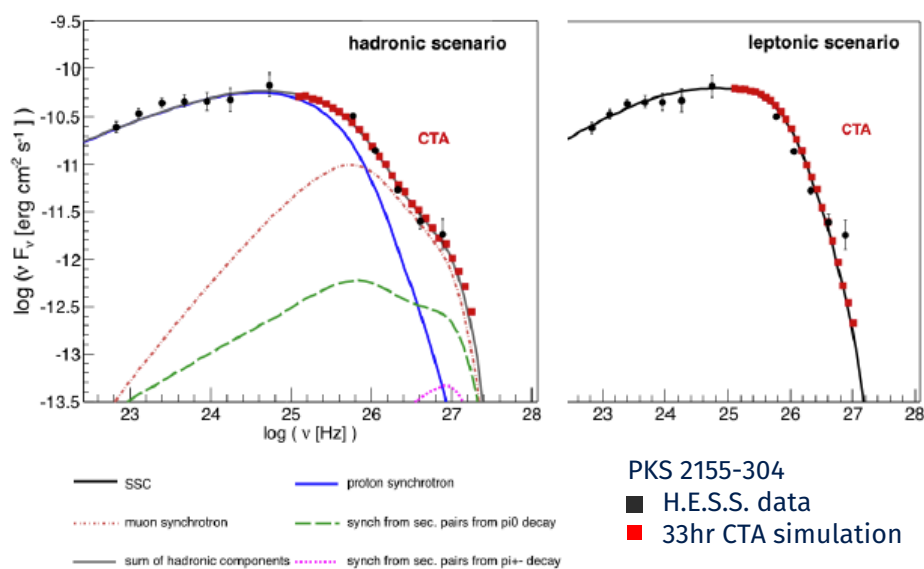 hadronic scenario
leptonic scenario
CTA
CTA
-9.5
-10
-10.5
-11
-11.5
-12
-12.5
-13
-13.5
log ( ν Fν [ erg cm-2 s-1 ] )
23 24 25 26 27 28
23 24 25 26 27 28
log ( ν [Hz] )
SSC
proton synchrotron
muon synchrotron
synch from sec. pairs from pi0 decay
sum of hadronic components
synch from sec. pairs from pi+- decay
PKS 2155-304
H.E.S.S. data
33hr CTA simulation